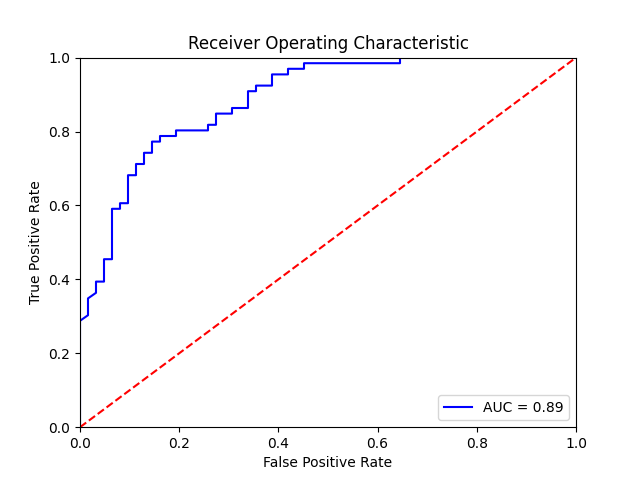 Receiver Operating Characteristic
True Positive Rate
1.0
0.8
0.6
0.4
0.2
0.0
AUC = 0.89
0.0 0.2 0.4 0.6 0.8 1.0
False Positive Rate